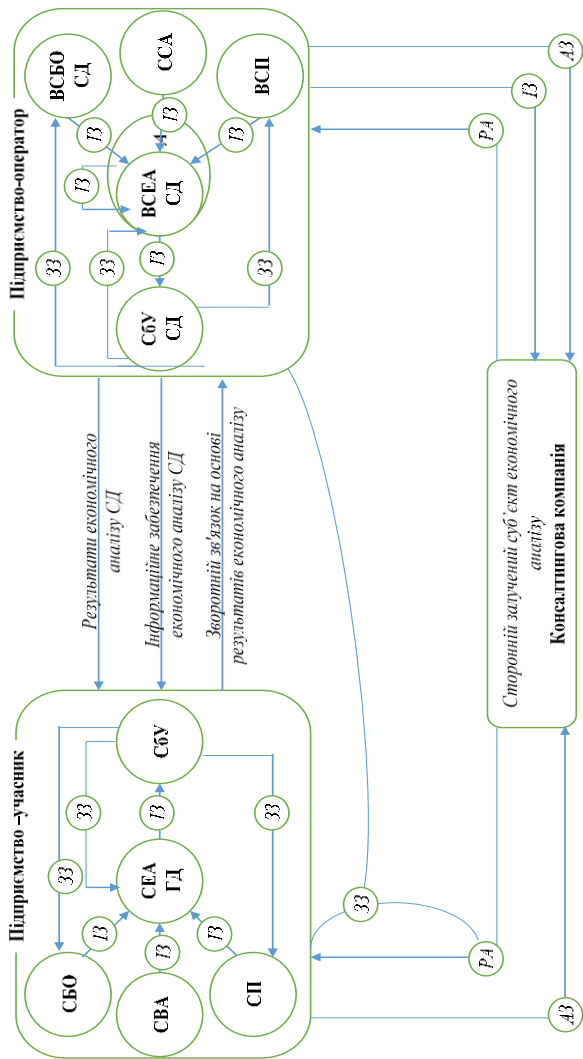 Підприємство –учасник
СБО
ЗЗ
ЗЗ
ІЗ
СВА
ІЗ
СЕА
ГД
ІЗ
СбУ
ІЗ
СП
ЗЗ
Результати економічного
аналізу СД
Інформаційне забезпечення
економічного аналізу СД
Зворотній зв'язок на основі
результатів економічного аналізу
Підприємство-оператор
ЗЗ
ВСБО
СД
ЗЗ
ІЗ
ІЗ
СбУ
СД
ІЗ
ВСЕА
СД
ІЗ
ССА
ІЗ
ВСП
ЗЗ
ЗЗ
РА
АЗ
Сторонній залучений суб’єкт економічного
аналізу
Консалтингова компанія
РА
ІЗ
АЗ